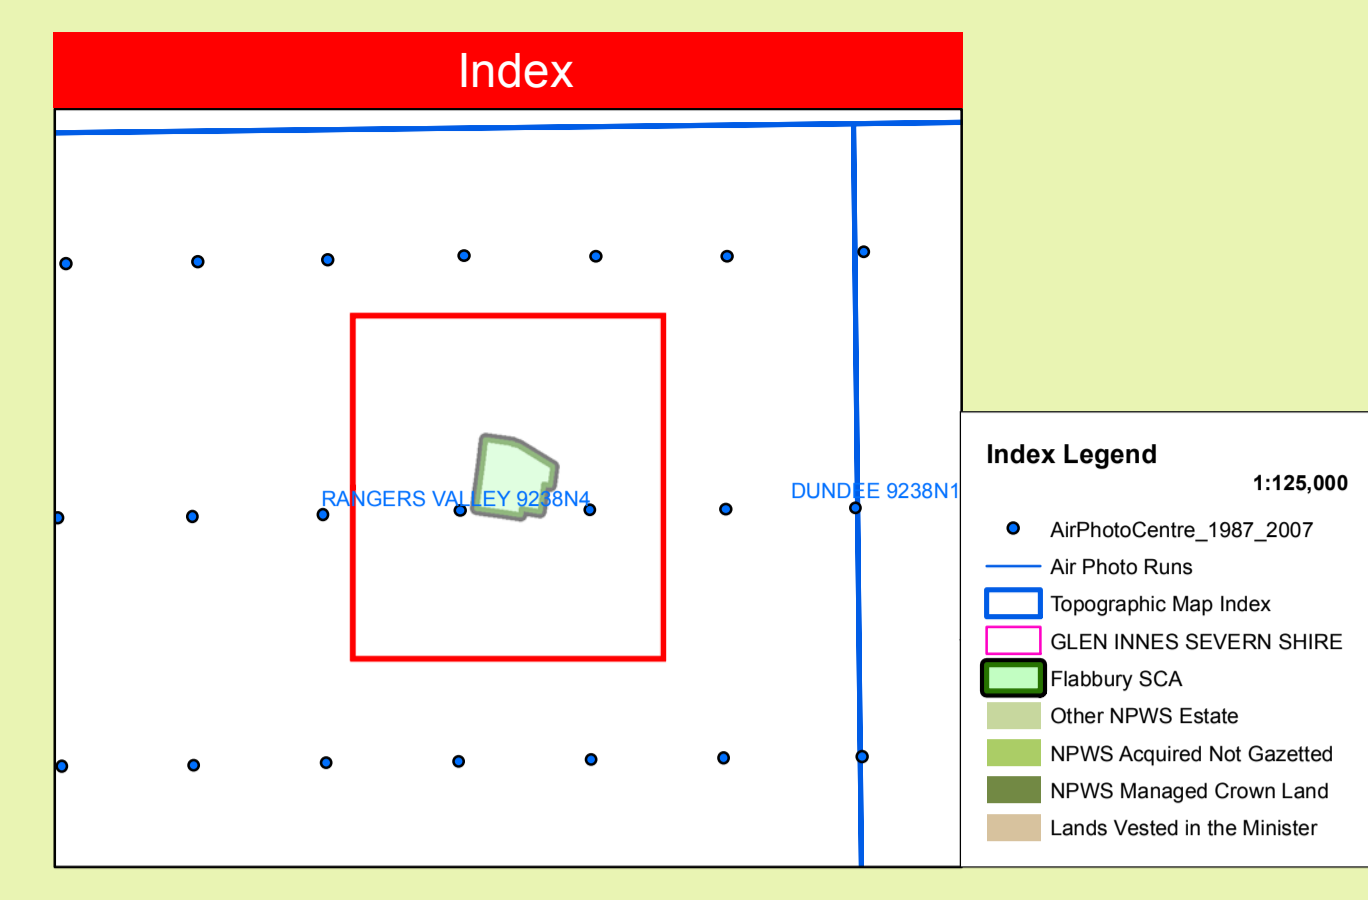 Index
RANGERS VALLEY 9238N4
DUNDEE 9238N1
Index Legend
1:125,000
AirPhotoCentre_1987_2007
Air Photo Runs
Topographic Map Index
GLEN INNES SEVERN SHIRE
Flabbury SCA
Other NPWS Estate
NPWS Acquired Not Gazetted
NPWS Managed Crown Land
Lands Vested in the Minister